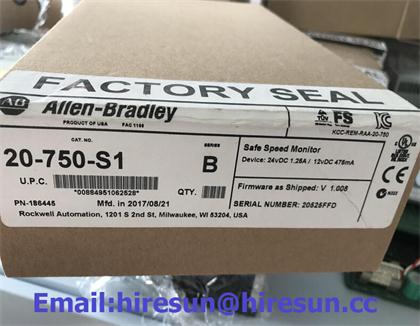 FACTORY SEAL
AB
Allen-Bradley
PRODUCT OF USA FAC 1186
FS
KCC-REM-RAA-20-750
CAT. NO.
20-750-S1
SERIES
B
Safe Speed Monitor
Device: 24vDC 1.25A / 12vDC 475mA
U.P.C.
*00884951062528*
QTY.
Firmware as Shipped: V 1.008
PN-186445
Mfd. in 2017/08/21
SERIAL NUMBER: 20525FFD
Rockwell Automation, 1201 S 2nd St, Milwaukee, WI 53204, USA
Email:hiresun@hiresun.cc